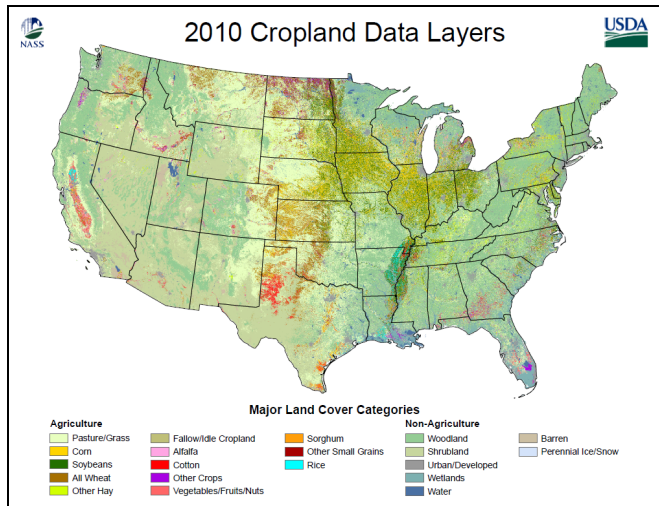 2010 Cropland Data Layers
NASS
USDA
Major Land Cover Categories
Agriculture
Pasture/Grass
Corn
Soybeans
All Wheat
Other Hay
Fallow/Idle Cropland
Alfalfa
Cotton
Other Crops
Vegetables/Fruits/Nuts
Sorghum
Other Small Grains
Rice
Non-Agriculture
Woodland
Shrubland
Urban/Developed
Wetlands
Water
Barren
Perennial Ice/Snow